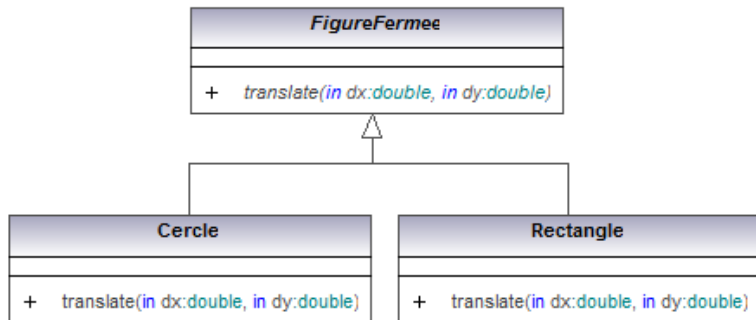 FigureFermee
+ translate(in dx:double, in dy:double)
Cercle
+ translate(in dx:double, in dy:double)
Rectangle
+ translate(in dx:double, in dy:double)